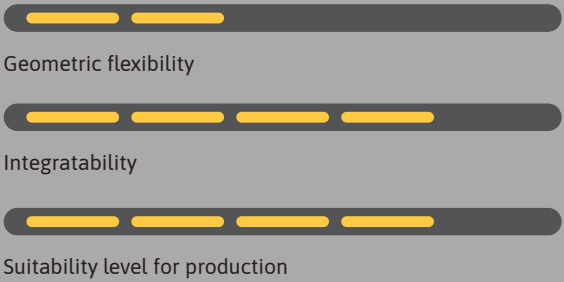 Geometric flexibility
Integratability
Suitability level for production